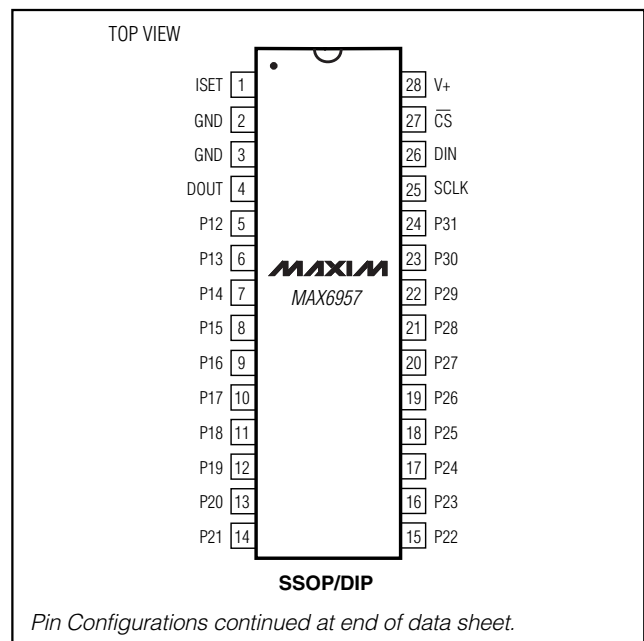 TOP VIEW
ISET 1 28 V+
GND 2 27 C̅S̅
GND 3 26 DIN
DOUT 4 25 SCLK
P12 5 24 P31
P13 6 23 P30
MAXIM
P14 7 22 P29
MAX6957
P15 8 21 P28
P16 9 20 P27
P17 10 19 P26
P18 11 18 P25
P19 12 17 P24
P20 13 16 P23
P21 14 15 P22
SSOP/DIP
Pin Configurations continued at end of data sheet.